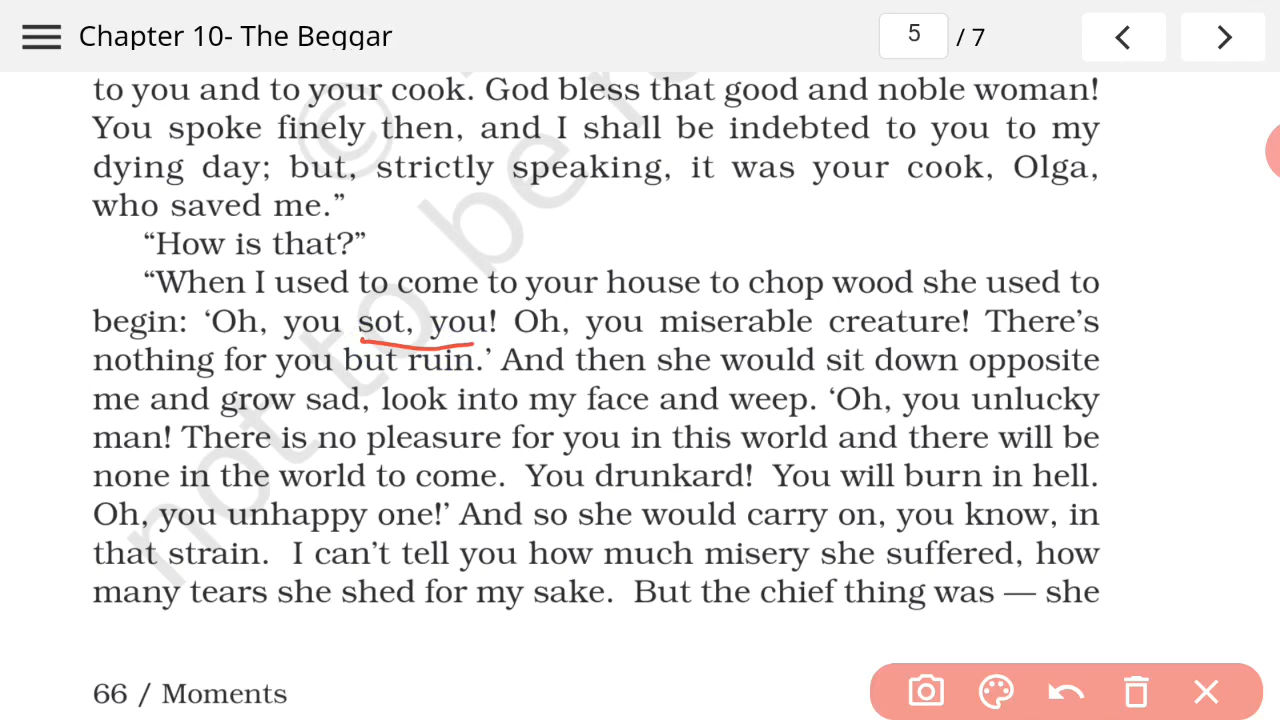 Chapter 10- The Beggar
5 / 7
to you and to your cook. God bless that good and noble woman!
You spoke finely then, and I shall be indebted to you to my
dying day; but, strictly speaking, it was your cook, Olga,
who saved me.”
“How is that?”
“When I used to come to your house to chop wood she used to
begin: ‘Oh, you sot, you! Oh, you miserable creature! There’s
nothing for you but ruin.’ And then she would sit down opposite
me and grow sad, look into my face and weep. ‘Oh, you unlucky
man! There is no pleasure for you in this world and there will be
none in the world to come. You drunkard! You will burn in hell.
Oh, you unhappy one!’ And so she would carry on, you know, in
that strain. I can’t tell you how much misery she suffered, how
many tears she shed for my sake. But the chief thing was — she
66 / Moments
©
not to be re